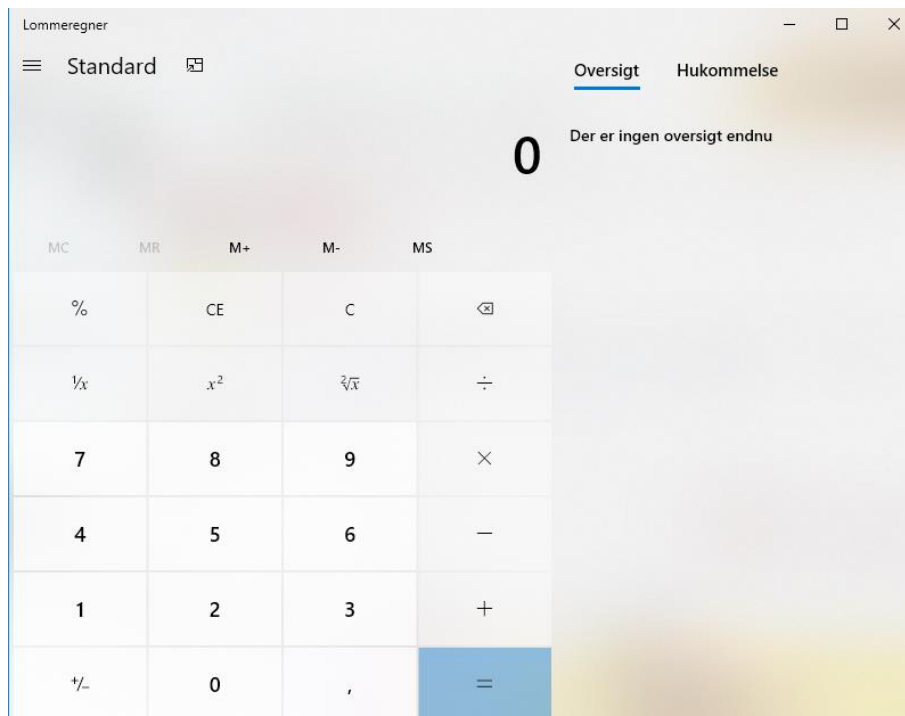 Lommeregner
Standard
Oversigt Hukommelse
0
Der er ingen oversigt endnu
MC MR M+ M- MS
% CE C
¹⁄x x² ²√x ÷
7 8 9 ×
4 5 6 −
1 2 3 +
+/− 0 , =